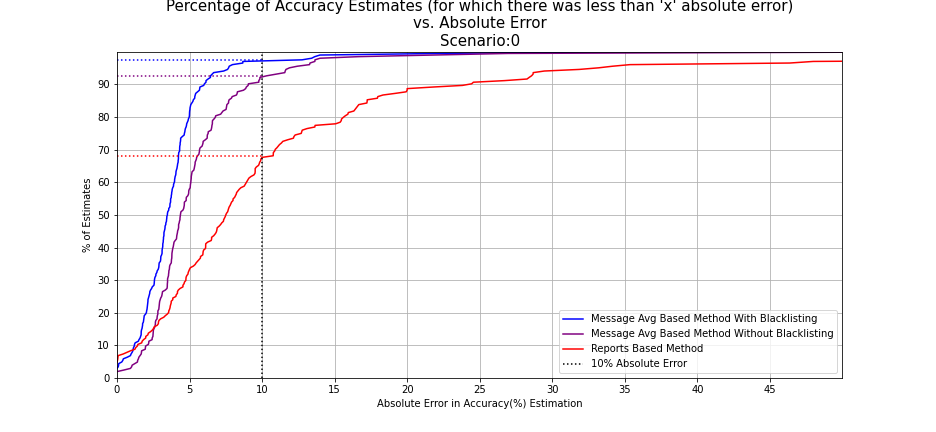 Percentage of Accuracy Estimates (for which there was less than 'x' absolute error)
vs. Absolute Error
Scenario:0
% of Estimates
90
80
70
60
50
40
30
20
10
0
0 5 10 15 20 25 30 35 40 45
Absolute Error in Accuracy(%) Estimation
Message Avg Based Method With Blacklisting
Message Avg Based Method Without Blacklisting
Reports Based Method
10% Absolute Error